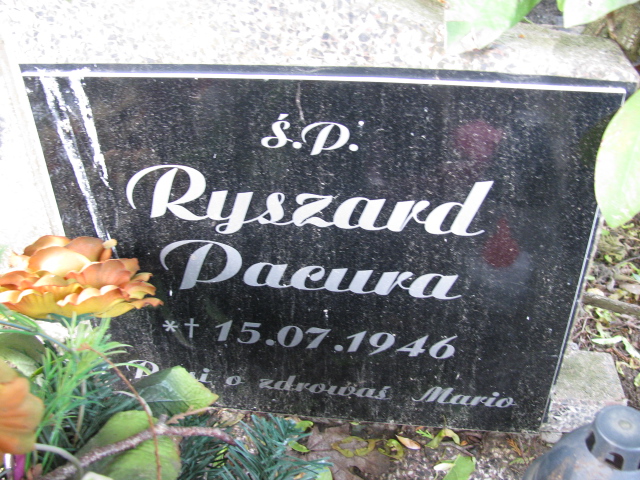 ś.p.
Ryszard
Pacura
*† 15.07.1946
o zdrowaś Mario